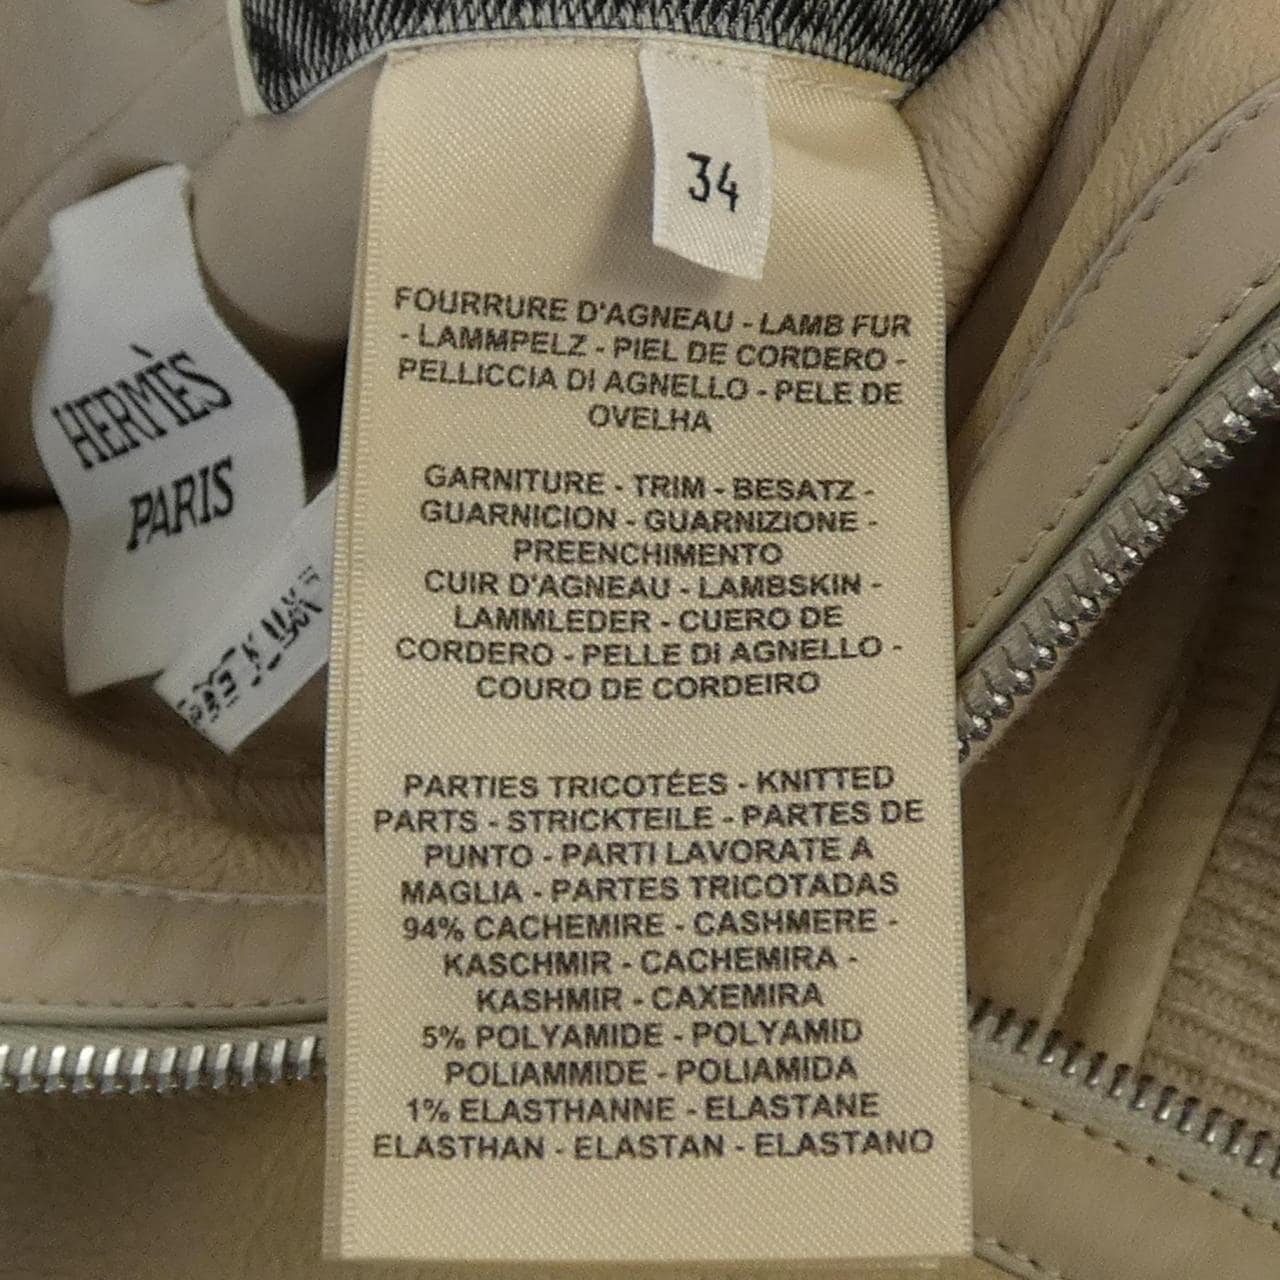 34
FOURRURE D'AGNEAU - LAMB FUR
- LAMMPELZ - PIEL DE CORDERO -
PELLICCIA DI AGNELLO - PELE DE
OVELHA
GARNITURE - TRIM - BESATZ -
GUARNICION - GUARNIZIONE -
PREENCHIMENTO
CUIR D'AGNEAU - LAMBSKIN -
LAMMLEDER - CUERO DE
CORDERO - PELLE DI AGNELLO -
COURO DE CORDEIRO
PARTIES TRICOTÉES - KNITTED
PARTS - STRICKTEILE - PARTES DE
PUNTO - PARTI LAVORATE A
MAGLIA - PARTES TRICOTADAS
94% CACHEMIRE - CASHMERE -
KASCHMIR - CACHEMIRA -
KASHMIR - CAXEMIRA
5% POLYAMIDE - POLYAMID
POLIAMMIDE - POLIAMIDA
1% ELASTHANNE - ELASTANE
ELASTHAN - ELASTAN - ELASTANO
HERMÈS
PARIS